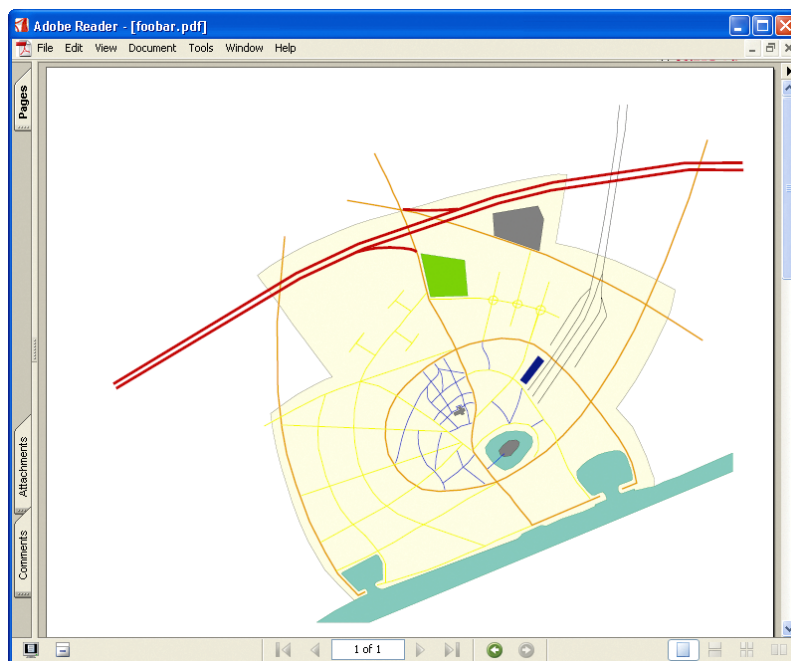 Adobe Reader - [foobar.pdf]
File Edit View Document Tools Window Help
Pages
Attachments
Comments
1 of 1